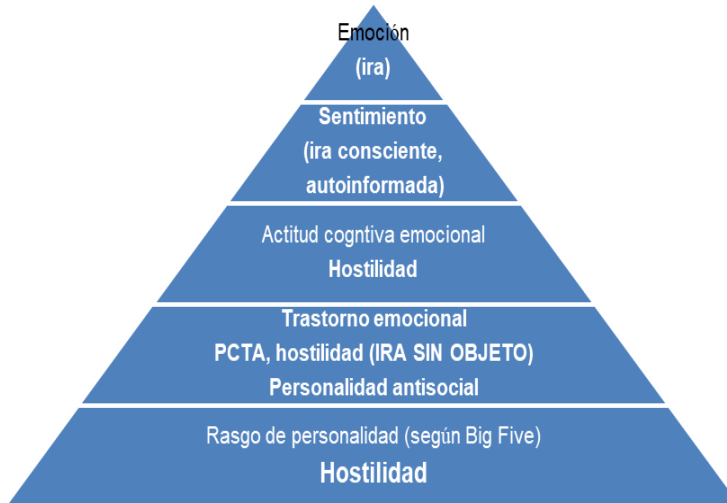 Emoción
(ira)
Sentimiento
(ira consciente,
autoinformada)
Actitud cogntiva emocional
Hostilidad
Trastorno emocional
PCTA, hostilidad (IRA SIN OBJETO)
Personalidad antisocial
Rasgo de personalidad (según Big Five)
Hostilidad